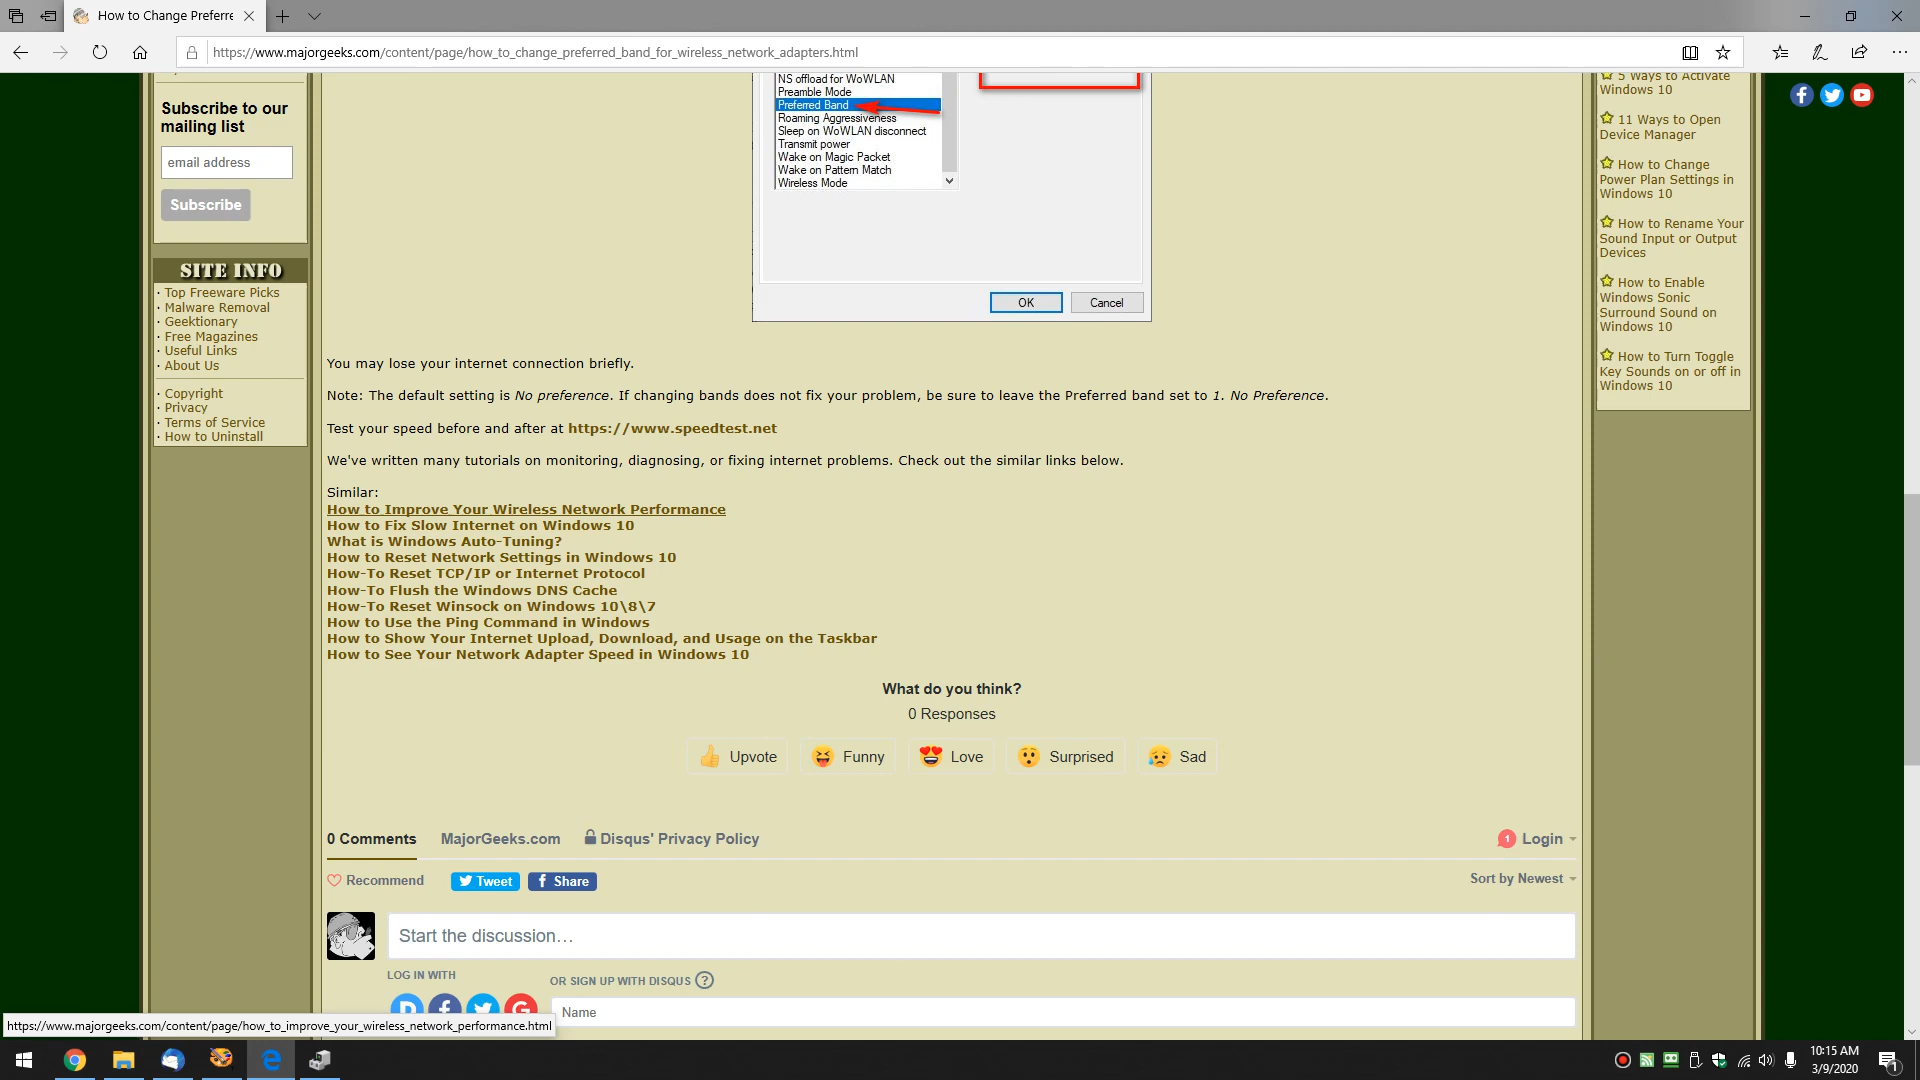 How to Change Preferre
https://www.majorgeeks.com/content/page/how_to_change_preferred_band_for_wireless_network_adapters.html
Subscribe to our
mailing list
email address
Subscribe
SITE INFO
· Top Freeware Picks
· Malware Removal
· Geektionary
· Free Magazines
· Useful Links
· About Us
· Copyright
· Privacy
· Terms of Service
· How to Uninstall
NS offload for WoWLAN
Preamble Mode
Preferred Band
Roaming Aggressiveness
Sleep on WoWLAN disconnect
Transmit power
Wake on Magic Packet
Wake on Pattern Match
Wireless Mode
OK
Cancel
You may lose your internet connection briefly.
Note: The default setting is No preference. If changing bands does not fix your problem, be sure to leave the Preferred band set to 1. No Preference.
Test your speed before and after at https://www.speedtest.net
We've written many tutorials on monitoring, diagnosing, or fixing internet problems. Check out the similar links below.
Similar:
How to Improve Your Wireless Network Performance
How to Fix Slow Internet on Windows 10
What is Windows Auto-Tuning?
How to Reset Network Settings in Windows 10
How-To Reset TCP/IP or Internet Protocol
How-To Flush the Windows DNS Cache
How-To Reset Winsock on Windows 10\8\7
How to Use the Ping Command in Windows
How to Show Your Internet Upload, Download, and Usage on the Taskbar
How to See Your Network Adapter Speed in Windows 10
What do you think?
0 Responses
Upvote
Funny
Love
Surprised
Sad
0 Comments
MajorGeeks.com
Disqus' Privacy Policy
1
Login
Recommend
Tweet
Share
Sort by Newest
Start the discussion…
LOG IN WITH
OR SIGN UP WITH DISQUS ?
Name
5 Ways to Activate
Windows 10
11 Ways to Open
Device Manager
How to Change
Power Plan Settings in
Windows 10
How to Rename Your
Sound Input or Output
Devices
How to Enable
Windows Sonic
Surround Sound on
Windows 10
How to Turn Toggle
Key Sounds on or off in
Windows 10
https://www.majorgeeks.com/content/page/how_to_improve_your_wireless_network_performance.html
10:15 AM
3/9/2020
1